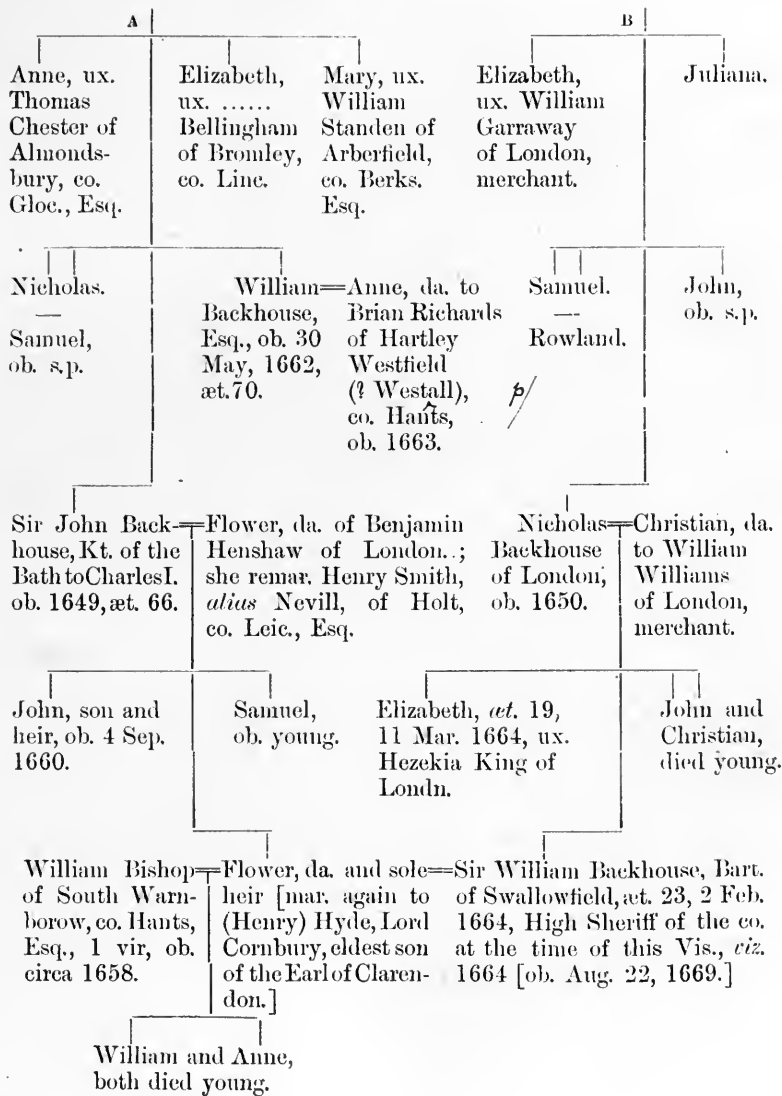 A
B
Anne, ux.
Thomas
Chester of
Almonds-
bury, co.
Gloc., Esq.
Elizabeth,
ux. ......
Bellingham
of Bromley,
co. Linc.
Mary, ux.
William
Standen of
Arberfield,
co. Berks.
Esq.
Elizabeth,
ux. William
Garraway
of London,
merchant.
Juliana.
Nicholas.
—
Samuel,
ob. s.p.
William=
Backhouse,
Esq., ob. 30
May, 1662,
æt. 70.
Anne, da. to
Brian Richards
of Hartley
Westfield
(? Westall),
co. Hants,
ob. 1663.
p/
Samuel.
—
Rowland.
John,
ob. s.p.
Sir John Back-=
house, Kt. of the
Bath to Charles I.
ob. 1649, æt. 66.
Flower, da. of Benjamin
Henshaw of London..;
she remar. Henry Smith,
alias Nevill, of Holt,
co. Leic., Esq.
Nicholas=
Backhouse
of London,
ob. 1650.
Christian, da.
to William
Williams
of London,
merchant.
John, son and
heir, ob. 4 Sep.
1660.
Samuel,
ob. young.
Elizabeth, æt. 19,
11 Mar. 1664, ux.
Hezekia King of
Londn.
John and
Christian,
died young.
William Bishop=
of South Warn-
borow, co. Hants,
Esq., 1 vir, ob.
circa 1658.
Flower, da. and sole=
heir [mar. again to
(Henry) Hyde, Lord
Cornbury, eldest son
of the Earl of Claren-
don.]
Sir William Backhouse, Bart.
of Swallowfield, æt. 23, 2 Feb.
1664, High Sheriff of the co.
at the time of this Vis., viz.
1664 [ob. Aug. 22, 1669.]
William and Anne,
both died young.